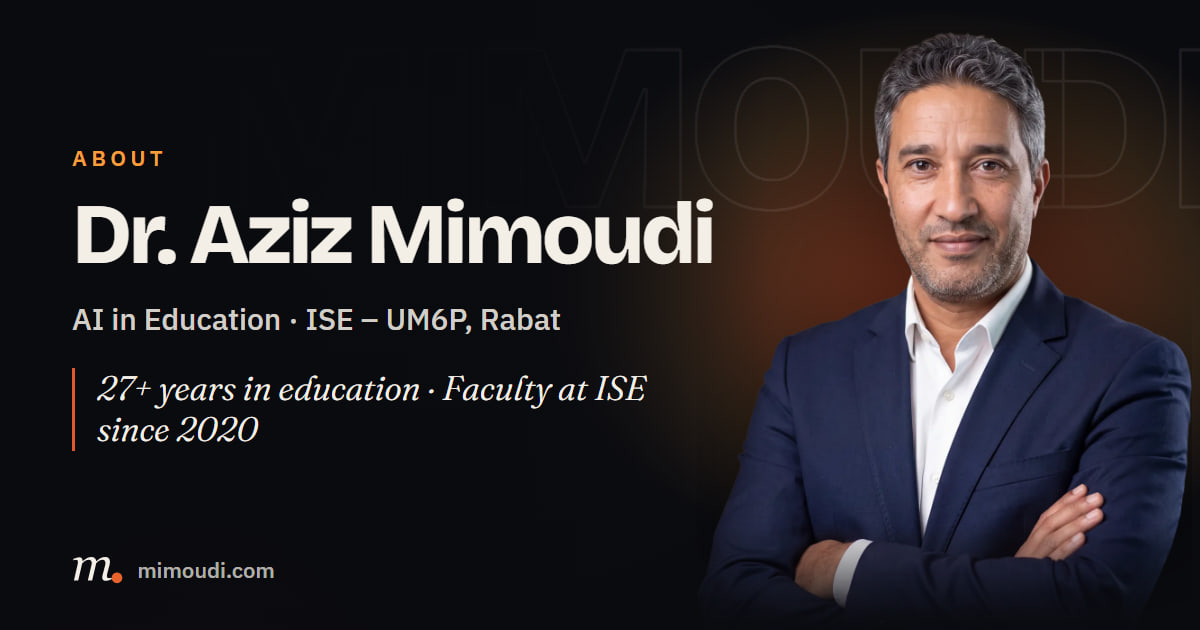 MIMOUDI
ABOUT
Dr. Aziz Mimoudi
AI in Education · ISE – UM6P, Rabat
27+ years in education · Faculty at ISE
since 2020
m.
mimoudi.com